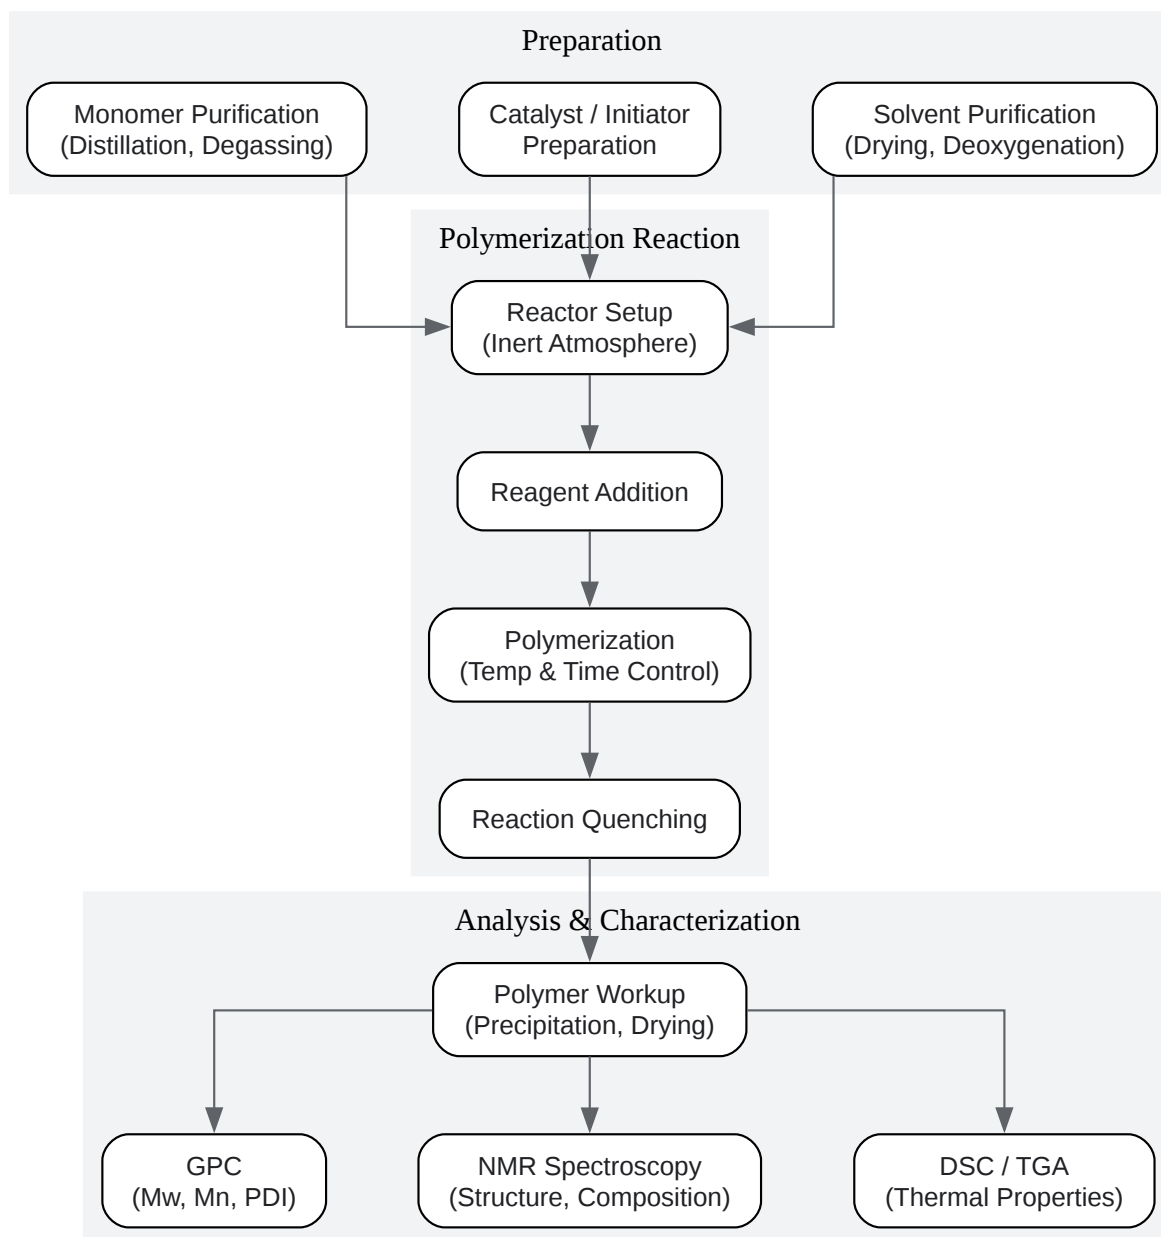 Preparation
Monomer Purification
(Distillation, Degassing)
Catalyst / Initiator
Preparation
Solvent Purification
(Drying, Deoxygenation)
Polymerization Reaction
Reactor Setup
(Inert Atmosphere)
Reagent Addition
Polymerization
(Temp & Time Control)
Reaction Quenching
Analysis & Characterization
Polymer Workup
(Precipitation, Drying)
GPC
(Mw, Mn, PDI)
NMR Spectroscopy
(Structure, Composition)
DSC / TGA
(Thermal Properties)